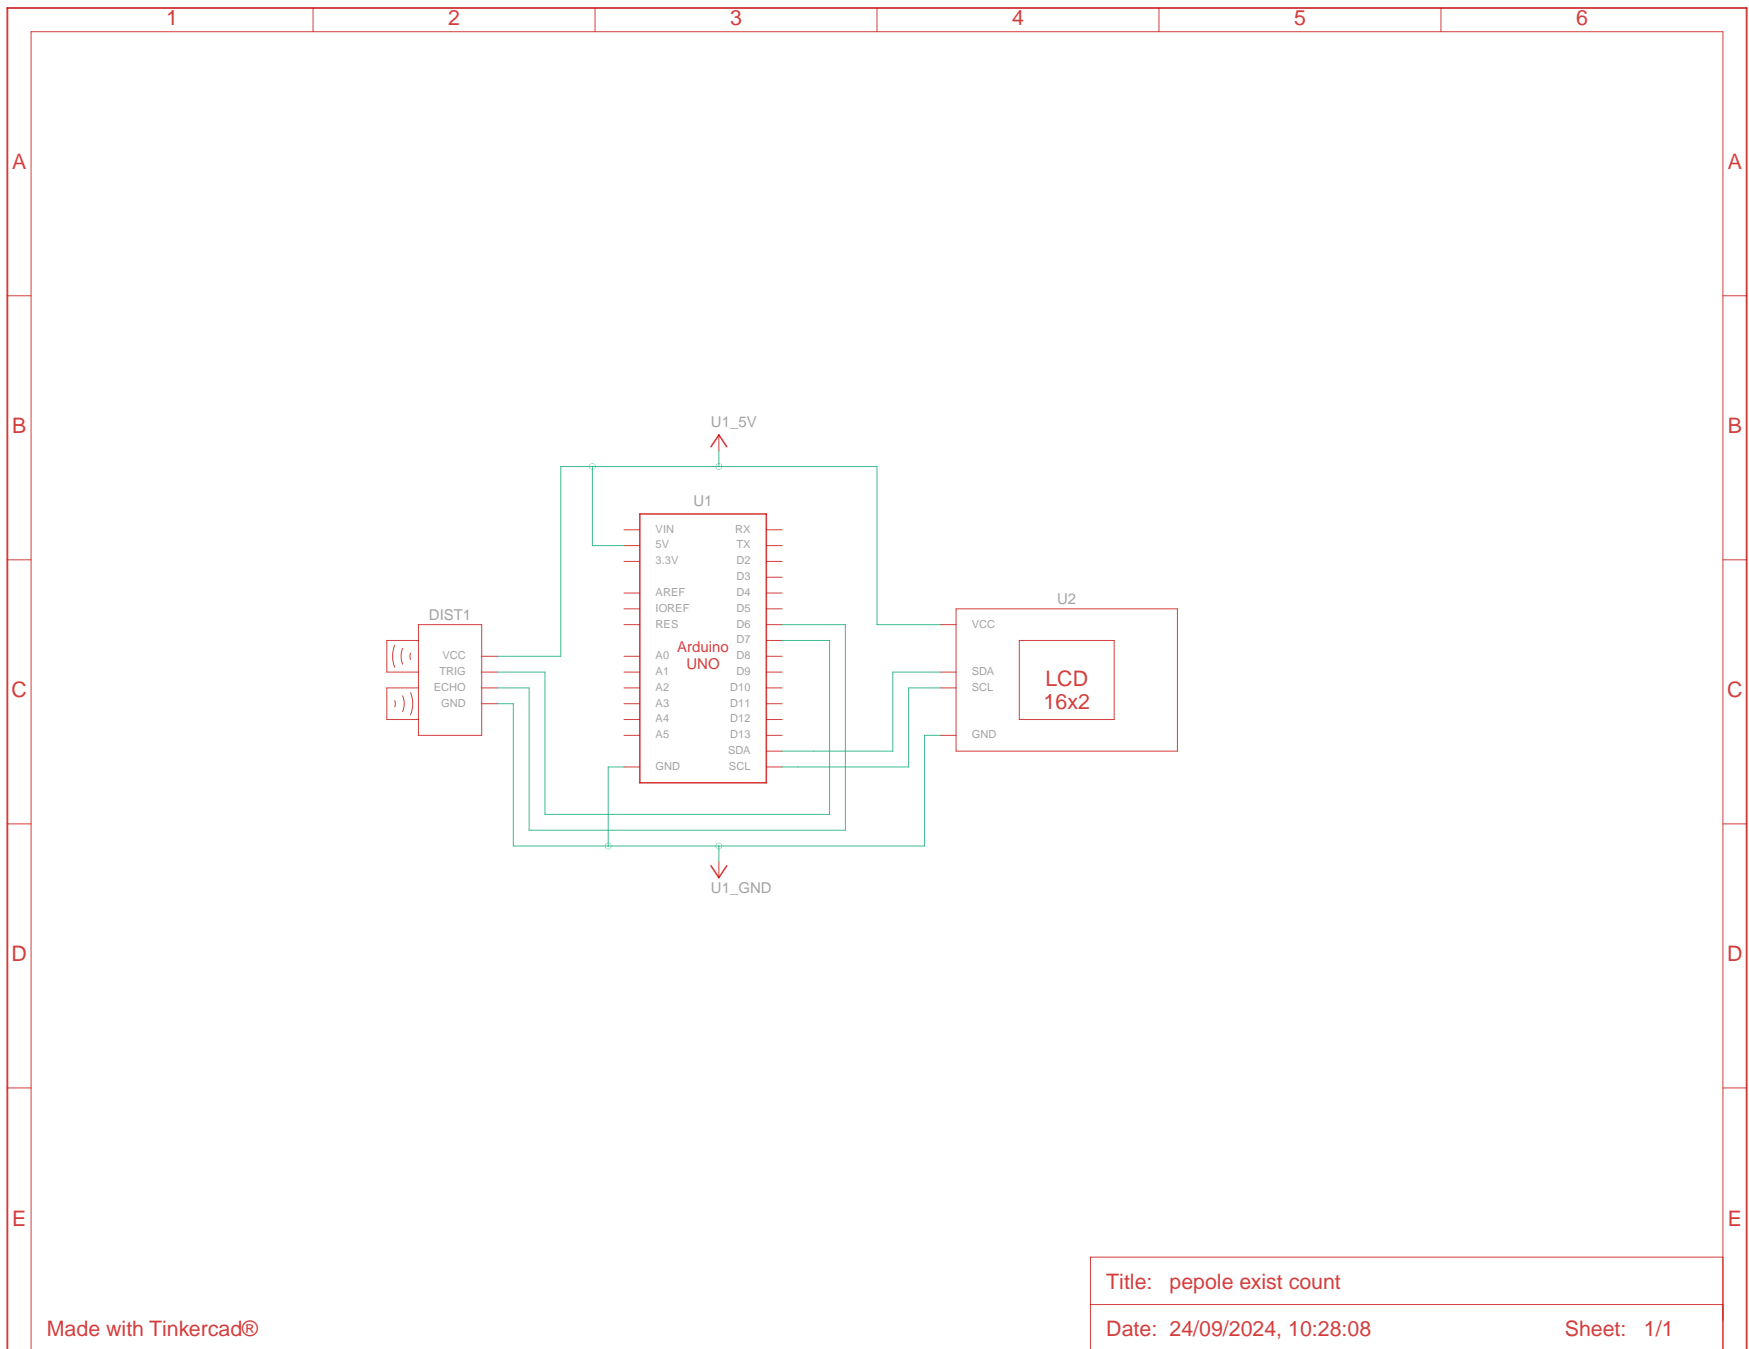 1 2 3 4 5 6
A A
B B
U1_5V
U1
VIN RX
5V TX
3.3V D2
D3
AREF D4
IOREF D5
RES D6
D7
A0 D8
A1 D9
A2 D10
A3 D11
A4 D12
A5 D13
SDA
GND SCL
Arduino
UNO
DIST1
VCC
TRIG
ECHO
GND
U2
VCC
SDA
SCL
GND
LCD
16x2
C C
U1_GND
D D
E E
Title: pepole exist count
Made with Tinkercad®
Date: 24/09/2024, 10:28:08 Sheet: 1/1